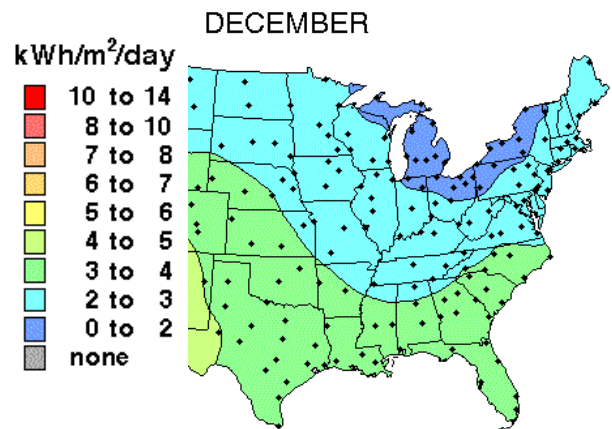 DECEMBER
kWh/m²/day
10 to 14
8 to 10
7 to 8
6 to 7
5 to 6
4 to 5
3 to 4
2 to 3
0 to 2
none